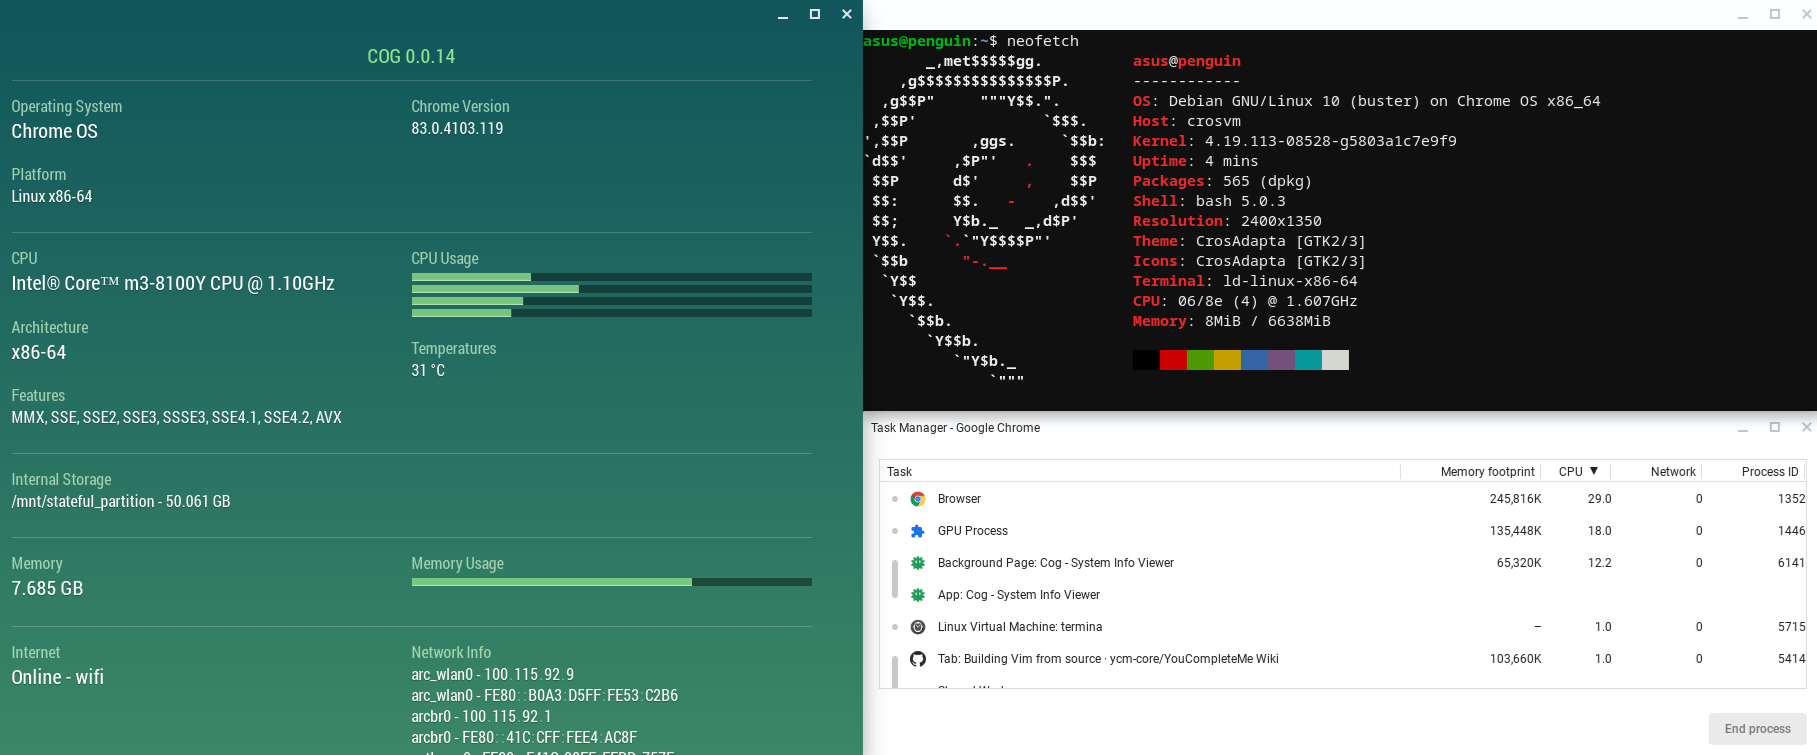 COG 0.0.14
Operating System
Chrome OS
Chrome Version
83.0.4103.119
Platform
Linux x86-64
CPU
Intel® Core™ m3-8100Y CPU @ 1.10GHz
CPU Usage
Architecture
x86-64
Temperatures
31 °C
Features
MMX, SSE, SSE2, SSE3, SSSE3, SSE4.1, SSE4.2, AVX
Internal Storage
/mnt/stateful_partition - 50.061 GB
Memory
7.685 GB
Memory Usage
Internet
Online - wifi
Network Info
arc_wlan0 - 100.115.92.9
arc_wlan0 - FE80::B0A3:D5FF:FE53:C2B6
arcbr0 - 100.115.92.1
arcbr0 - FE80::41C:CFF:FEE4:AC8F
asus@penguin:~$ neofetch
_,met$$$$$gg.
,g$$$$$$$$$$$$$$$P.
,g$$P"     """Y$$.".
,$$P'              `$$$.
',$$P       ,ggs.     `$$b:
`d$$'     ,$P"'   .    $$$
$$P      d$'     ,    $$P
$$:      $$.   -    ,d$$'
$$;      Y$b._   _,d$P'
Y$$.    `.`"Y$$$$P"'
`$$b      "-.__
`Y$$
`Y$$.
`$$b.
`Y$$b.
`"Y$b._
`"""
asus@penguin
------------
OS: Debian GNU/Linux 10 (buster) on Chrome OS x86_64
Host: crosvm
Kernel: 4.19.113-08528-g5803a1c7e9f9
Uptime: 4 mins
Packages: 565 (dpkg)
Shell: bash 5.0.3
Resolution: 2400x1350
Theme: CrosAdapta [GTK2/3]
Icons: CrosAdapta [GTK2/3]
Terminal: ld-linux-x86-64
CPU: 06/8e (4) @ 1.607GHz
Memory: 8MiB / 6638MiB
Task Manager - Google Chrome
Task Memory footprint CPU ▼ Network Process ID
Browser 245,816K 29.0 0 1352
GPU Process 135,448K 18.0 0 1446
Background Page: Cog - System Info Viewer 65,320K 12.2 0 6141
App: Cog - System Info Viewer
Linux Virtual Machine: termina – 1.0 0 5715
Tab: Building Vim from source · ycm-core/YouCompleteMe Wiki 103,660K 1.0 0 5414
End process